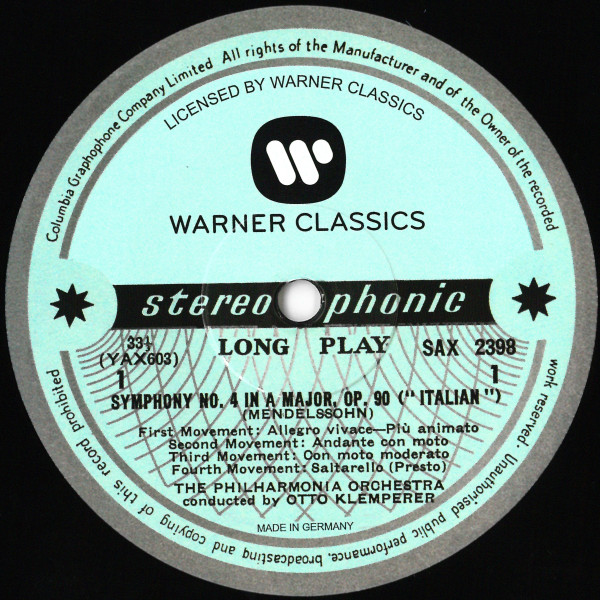 Columbia Graphophone Company Limited All rights of the Manufacturer and of the Owner of the recorded
work reserved. Unauthorised public performance, broadcasting and copying of this record prohibited
LICENSED BY WARNER CLASSICS
WARNER CLASSICS
stereophonic
33⅓ LONG PLAY SAX 2398
(YAX603)
1 1
SYMPHONY NO. 4 IN A MAJOR, OP. 90 ("ITALIAN")
(MENDELSSOHN)
First Movement: Allegro vivace—Più animato
Second Movement: Andante con moto
Third Movement: Con moto moderato
Fourth Movement: Saltarello (Presto)
THE PHILHARMONIA ORCHESTRA
conducted by OTTO KLEMPERER
MADE IN GERMANY